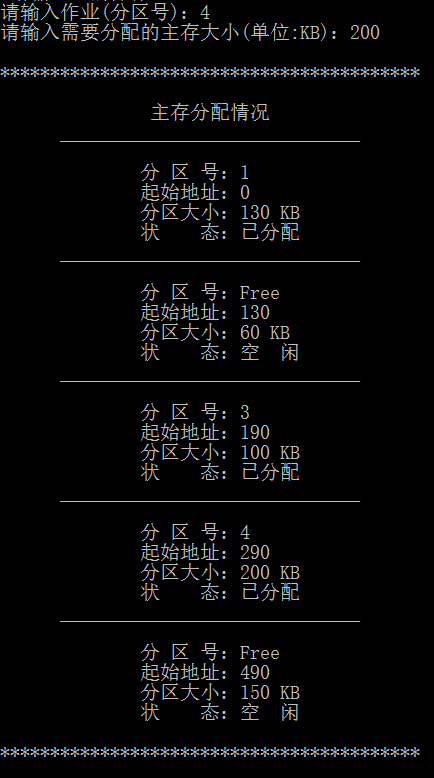 请输入作业(分区号): 4
请输入需要分配的主存大小(单位:KB): 200
******************************************
主存分配情况
分 区 号: 1
起始地址: 0
分区大小: 130 KB
状    态: 已分配
分 区 号: Free
起始地址: 130
分区大小: 60 KB
状    态: 空  闲
分 区 号: 3
起始地址: 190
分区大小: 100 KB
状    态: 已分配
分 区 号: 4
起始地址: 290
分区大小: 200 KB
状    态: 已分配
分 区 号: Free
起始地址: 490
分区大小: 150 KB
状    态: 空  闲
******************************************